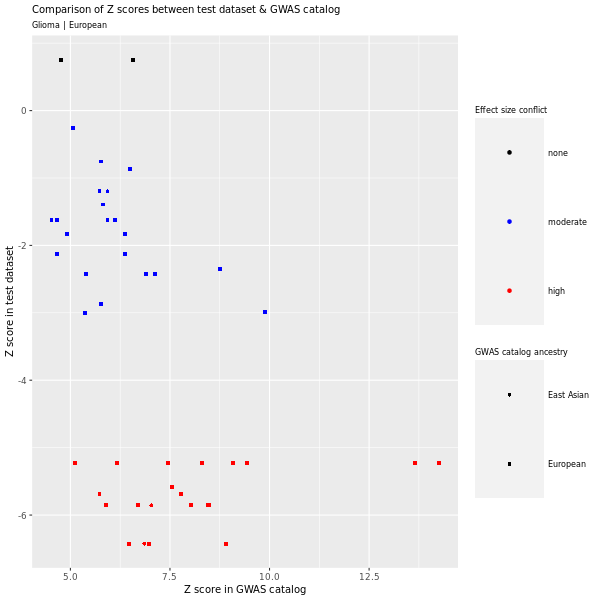 Comparison of Z scores between test dataset & GWAS catalog
Glioma | European
0
-2
-4
-6
Z score in test dataset
5.0 7.5 10.0 12.5
Z score in GWAS catalog
Effect size conflict
none
moderate
high
GWAS catalog ancestry
East Asian
European